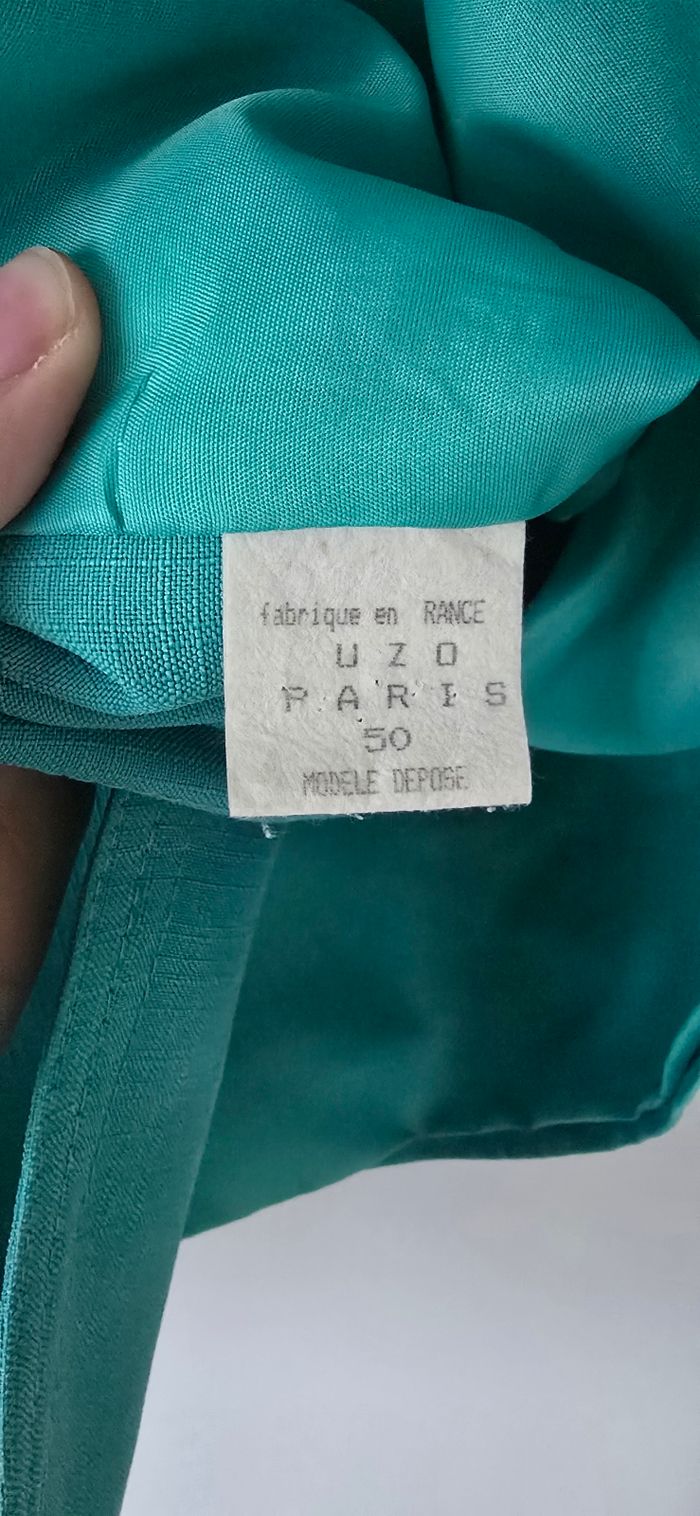 fabrique en RANCE
UZO
PARIS
50
MODELE DEPOSE